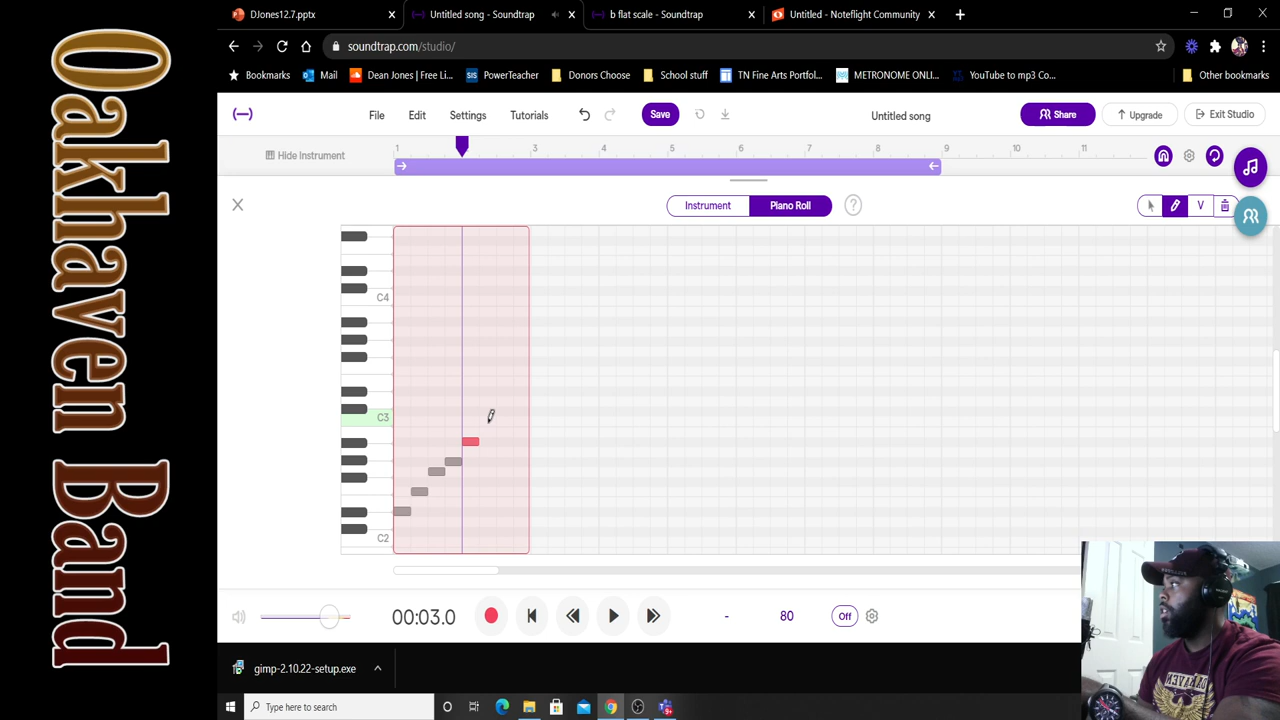 Oakhaven Band
DJones12.7.pptx
Untitled song - Soundtrap
b flat scale - Soundtrap
Untitled - Noteflight Community
soundtrap.com/studio/
Bookmarks
Mail
Dean Jones | Free Li...
PowerTeacher
Donors Choose
School stuff
TN Fine Arts Portfol...
METRONOME ONLI...
YouTube to mp3 Co...
Other bookmarks
File
Edit
Settings
Tutorials
Save
Untitled song
Share
Upgrade
Exit Studio
Hide Instrument
1 3 4 5 6 7 8 9 10 11
Instrument
Piano Roll
?
V
C4
C3
C2
00:03.0
-
80
Off
gimp-2.10.22-setup.exe
Type here to search